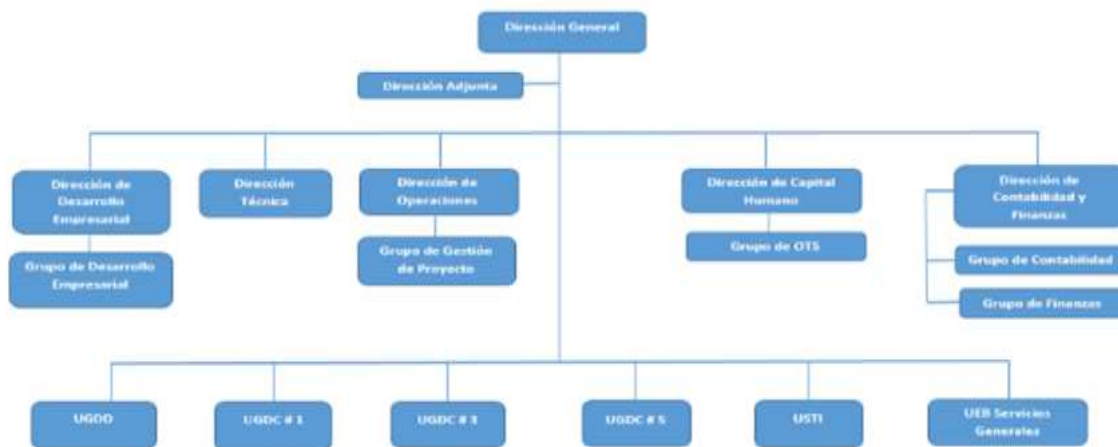 Dirección General
Dirección Adjunta
Dirección de
Desarrollo
Empresarial
Dirección
Técnica
Dirección de
Operaciones
Dirección de Capital
Humano
Dirección de
Contabilidad y
Finanzas
Grupo de Desarrollo
Empresarial
Grupo de Gestión
de Proyecto
Grupo de OTS
Grupo de Contabilidad
Grupo de Finanzas
UGDO
UGDC # 1
UGDC # 3
UGDC # 5
USTI
UEB Servicios
Generales